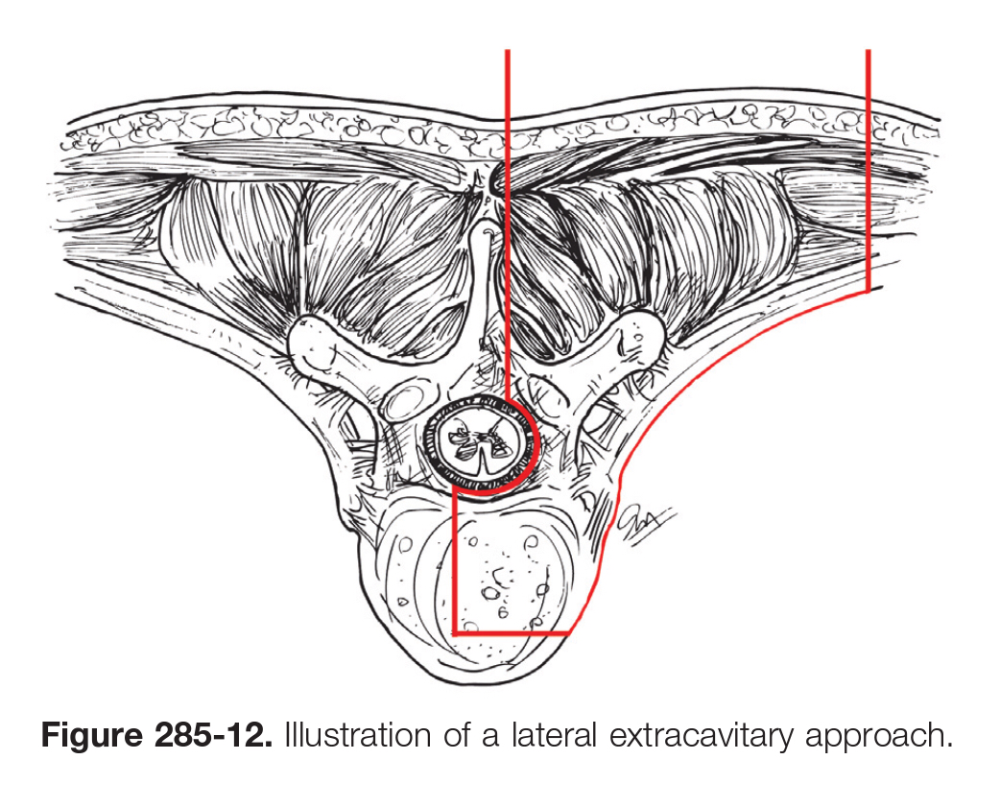 Figure 285-12. Illustration of a lateral extracavitary approach.